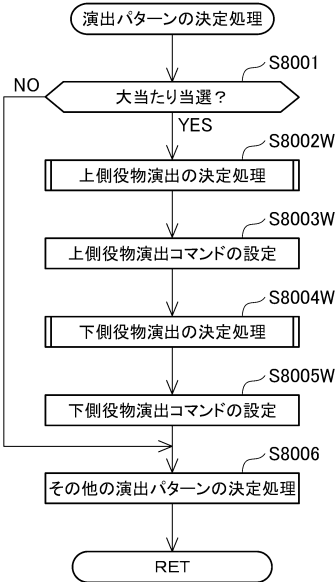 演出パターンの決定処理
S8001
NO
大当たり当選？
YES
S8002W
上側役物演出の決定処理
S8003W
上側役物演出コマンドの設定
S8004W
下側役物演出の決定処理
S8005W
下側役物演出コマンドの設定
S8006
その他の演出パターンの決定処理
RET